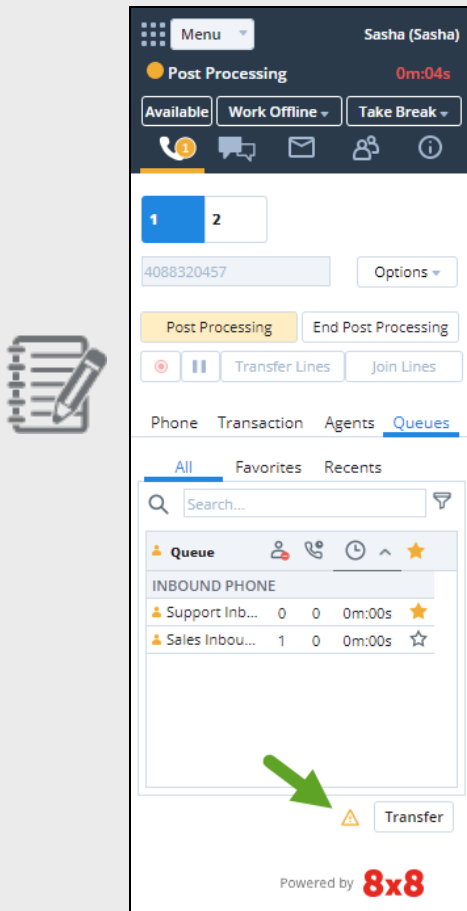 Menu Sasha (Sasha)
Post Processing 0m:04s
Available Work Offline Take Break
1
1 2
4088320457 Options
Post Processing End Post Processing
Transfer Lines Join Lines
Phone Transaction Agents Queues
All Favorites Recents
Search...
Queue
INBOUND PHONE
Support Inb... 0 0 0m:00s
Sales Inbou... 1 0 0m:00s
Transfer
Powered by 8x8